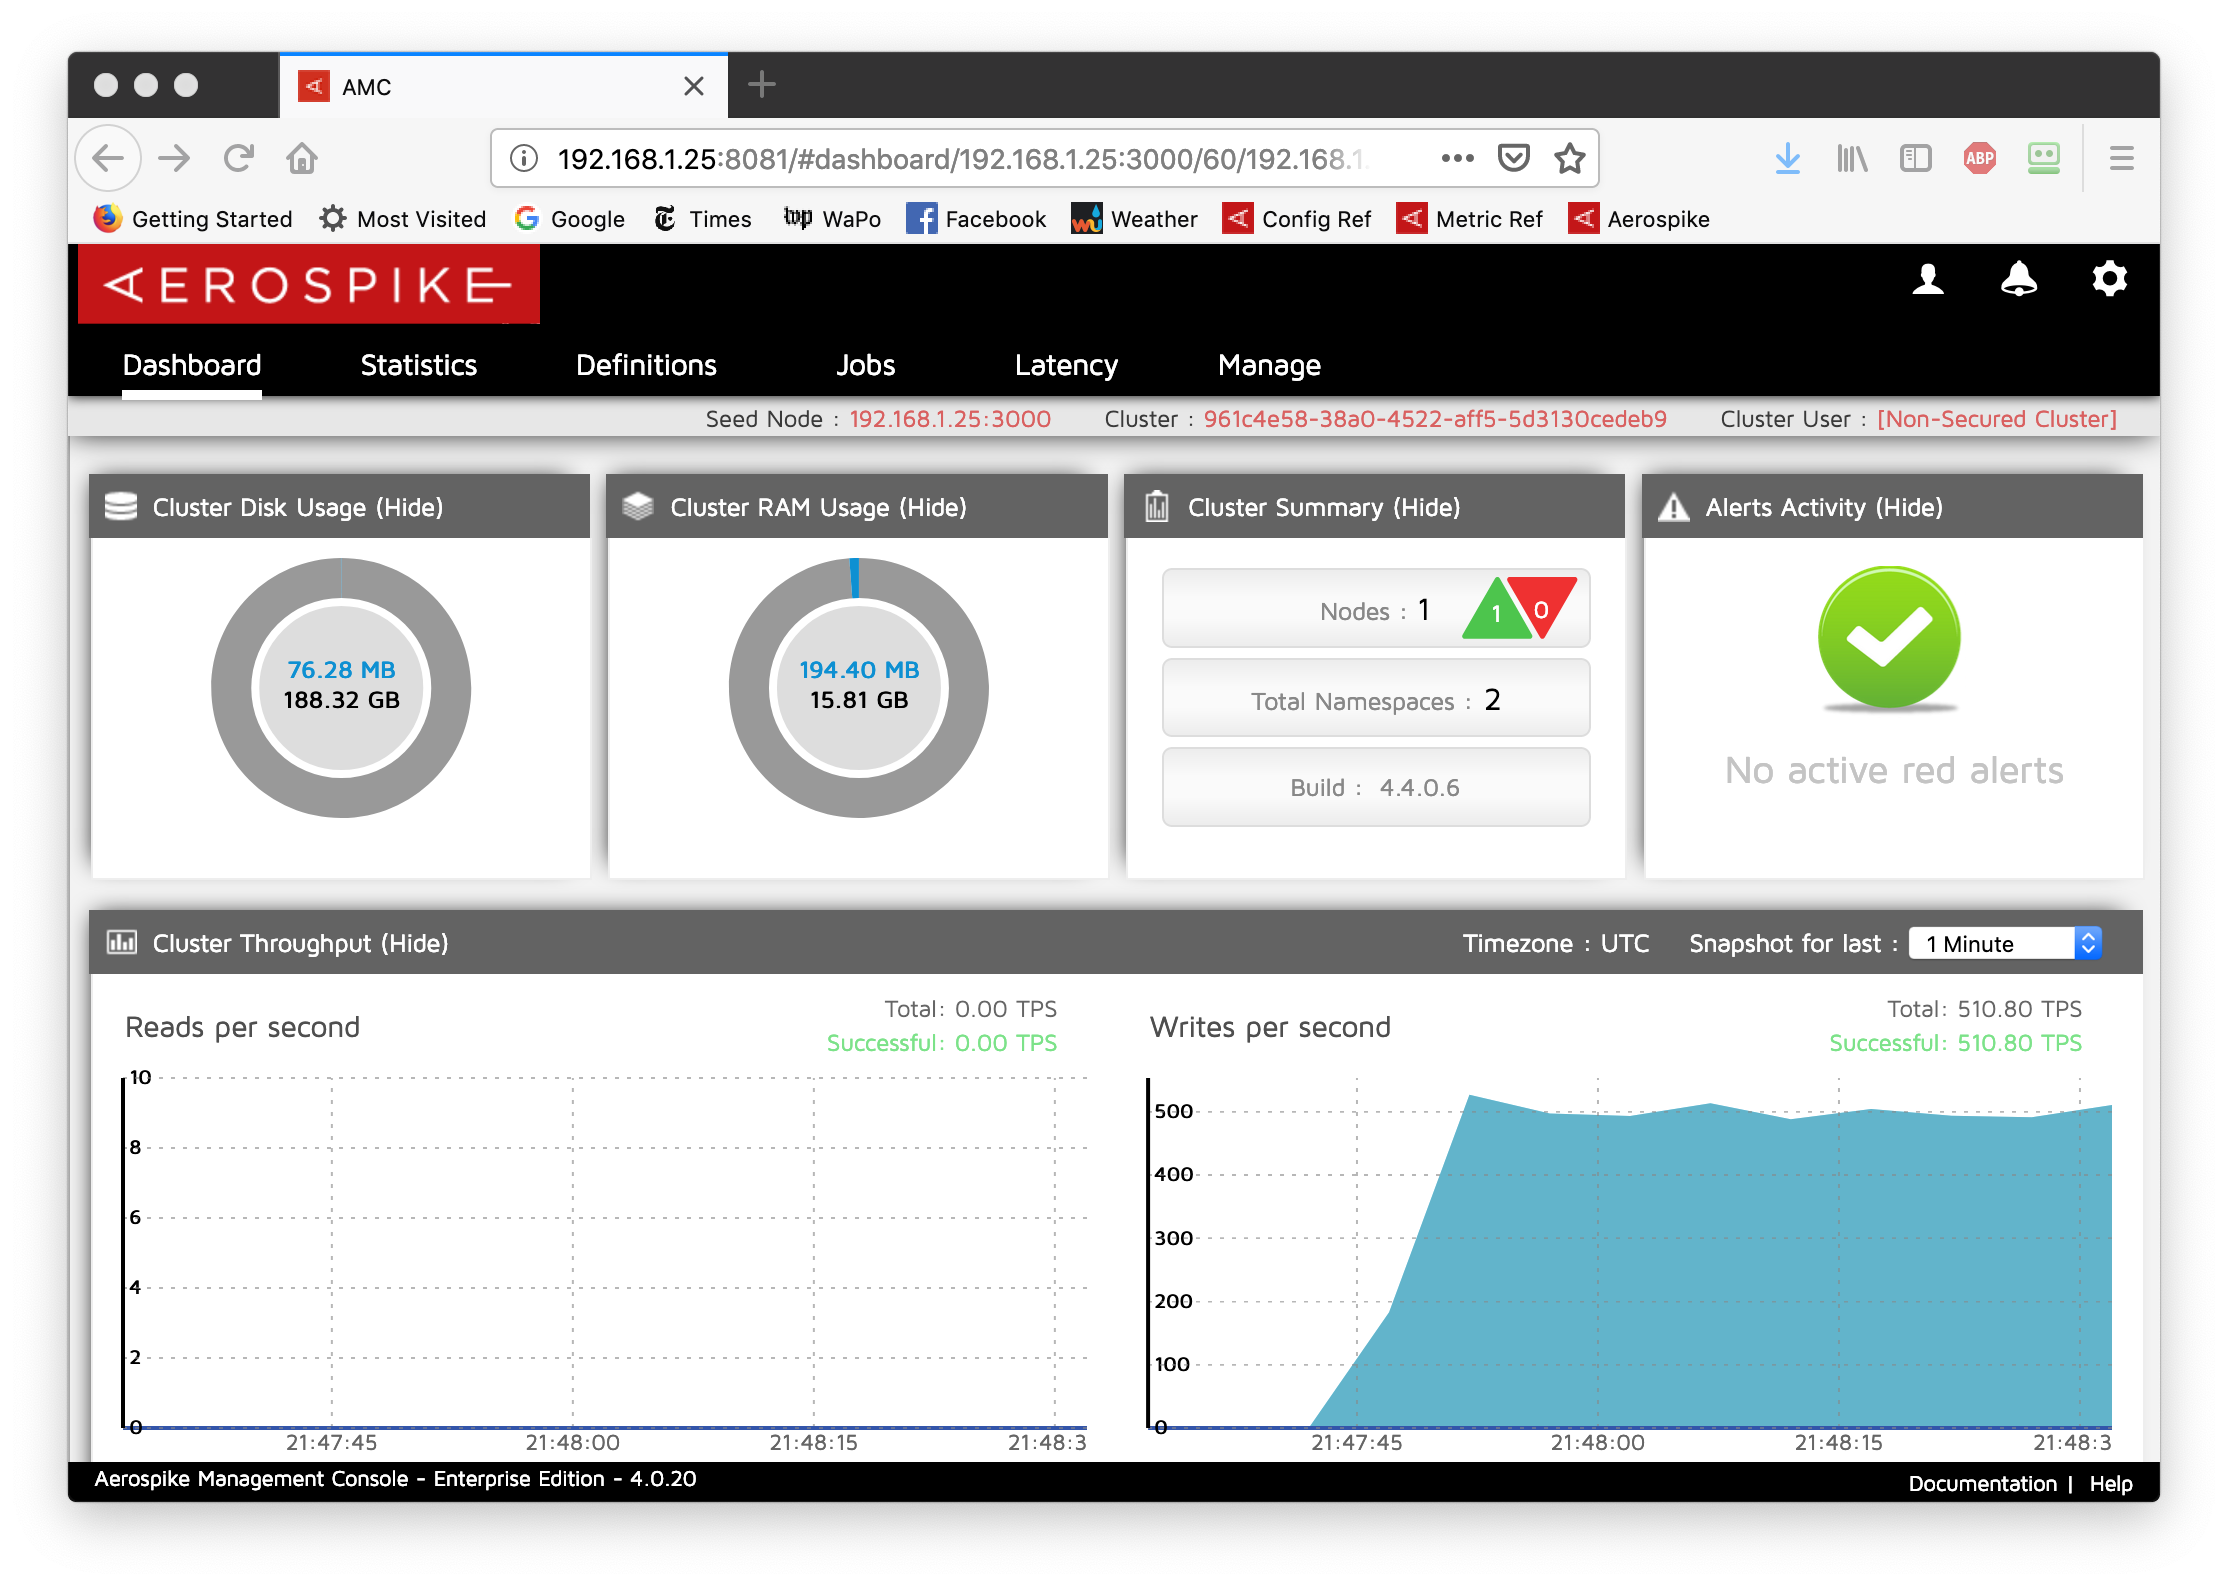 AMC
192.168.1.25:8081/#dashboard/192.168.1.25:3000/60/192.168.1.
ABP
Getting Started
Most Visited
Google
Times
wp WaPo
Facebook
wu Weather
Config Ref
Metric Ref
Aerospike
AEROSPIKE
Dashboard
Statistics
Definitions
Jobs
Latency
Manage
Seed Node : 192.168.1.25:3000
Cluster : 961c4e58-38a0-4522-aff5-5d3130cedeb9
Cluster User : [Non-Secured Cluster]
Cluster Disk Usage (Hide)
76.28 MB
188.32 GB
Cluster RAM Usage (Hide)
194.40 MB
15.81 GB
Cluster Summary (Hide)
Nodes : 1
1
0
Total Namespaces : 2
Build : 4.4.0.6
Alerts Activity (Hide)
No active red alerts
Cluster Throughput (Hide)
Timezone : UTC
Snapshot for last : 1 Minute
Reads per second
Total: 0.00 TPS
Successful: 0.00 TPS
10
8
6
4
2
0
21:47:45
21:48:00
21:48:15
21:48:3
Writes per second
Total: 510.80 TPS
Successful: 510.80 TPS
500
400
300
200
100
0
21:47:45
21:48:00
21:48:15
21:48:3
Aerospike Management Console - Enterprise Edition - 4.0.20
Documentation | Help